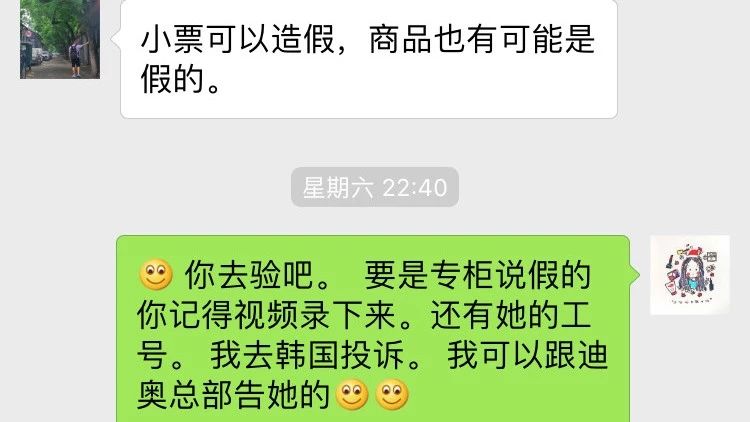 小票可以造假，商品也有可能是
假的。
星期六 22:40
你去验吧。 要是专柜说假的
你记得视频录下来。还有她的工
号。 我去韩国投诉。 我可以跟迪
奥总部告她的